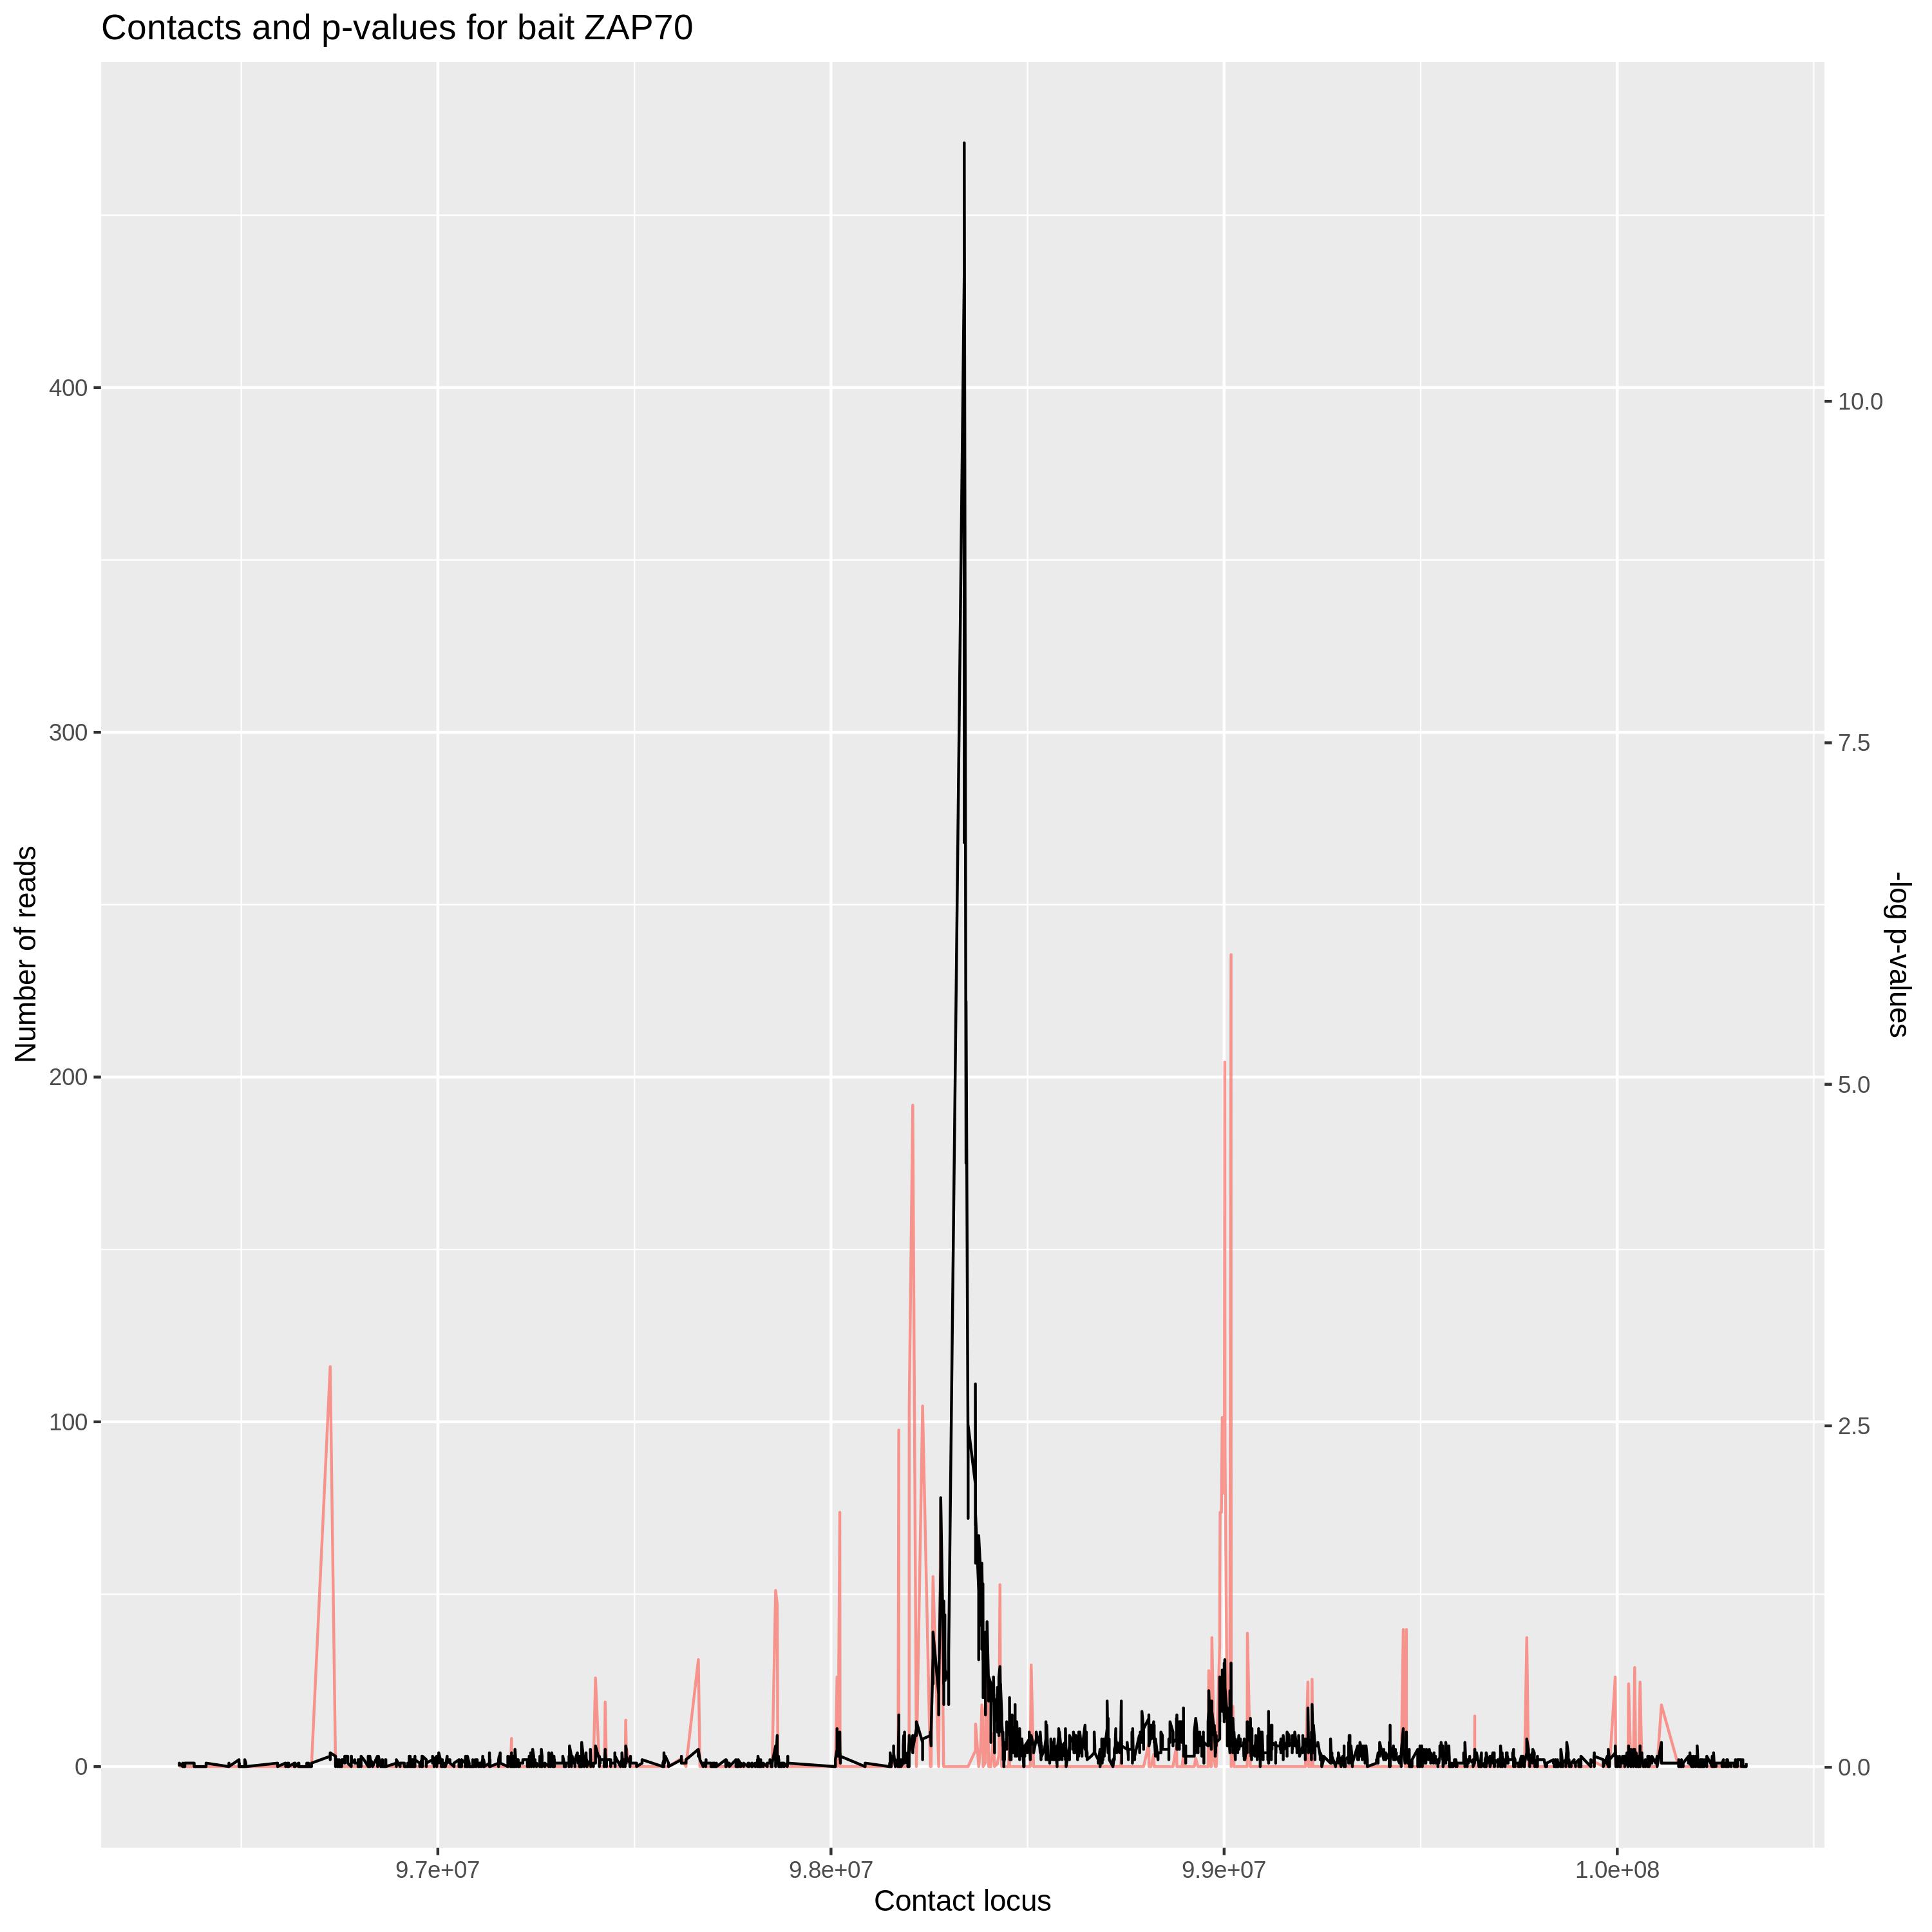 Contacts and p-values for bait ZAP70
Number of reads
400
300
200
100
0
10.0
7.5
5.0
2.5
0.0
-log p-values
9.7e+07
9.8e+07
9.9e+07
1.0e+08
Contact locus